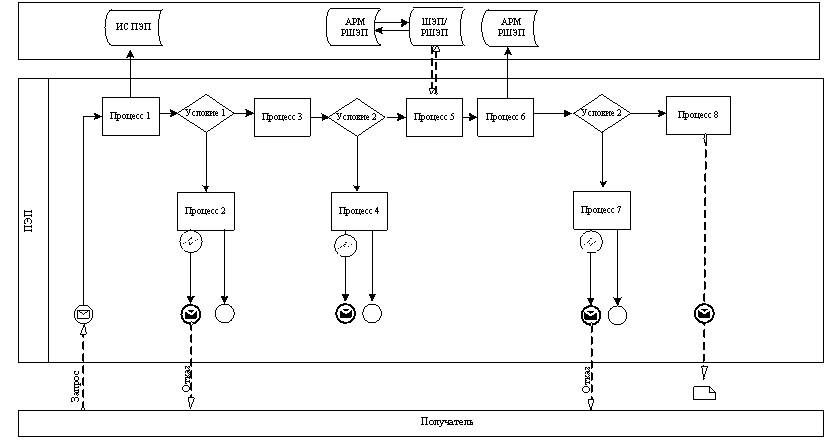 ИС ПЭП
АРМ
РШЭП
ШЭП/
РШЭП
АРМ
РШЭП
Процесс 1
Условие 1
Процесс 3
Условие 2
Процесс 5
Процесс 6
Условие 2
Процесс 8
Процесс 2
Процесс 4
Процесс 7
ПЭП
Запрос
Отказ
Отказ
Получатель